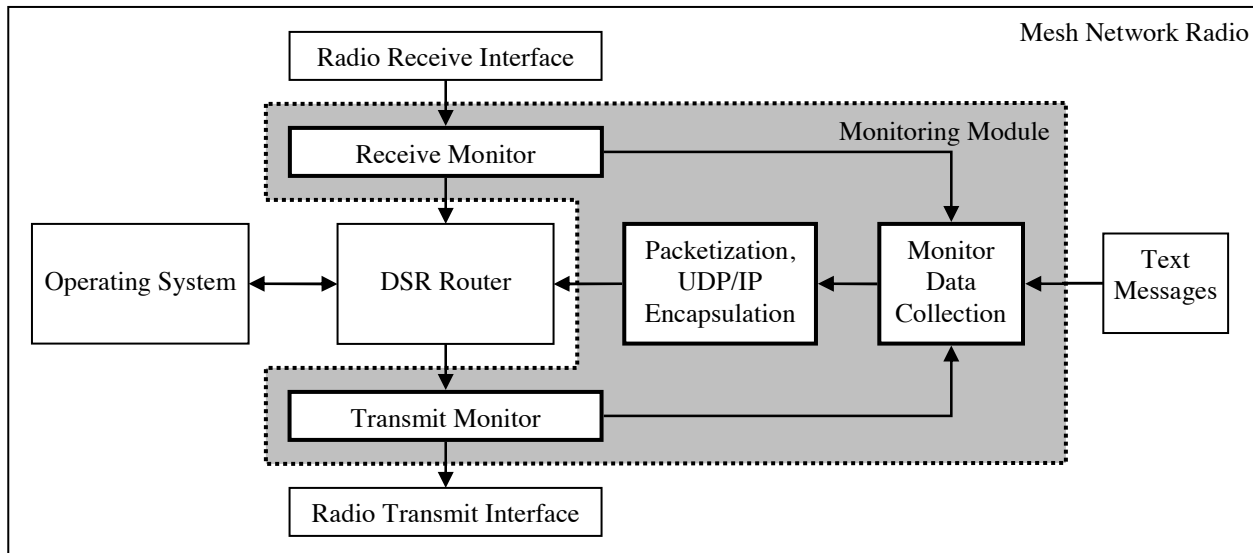 Mesh Network Radio
Radio Receive Interface
Monitoring Module
Receive Monitor
Operating System
DSR Router
Packetization,
UDP/IP
Encapsulation
Monitor
Data
Collection
Text
Messages
Transmit Monitor
Radio Transmit Interface